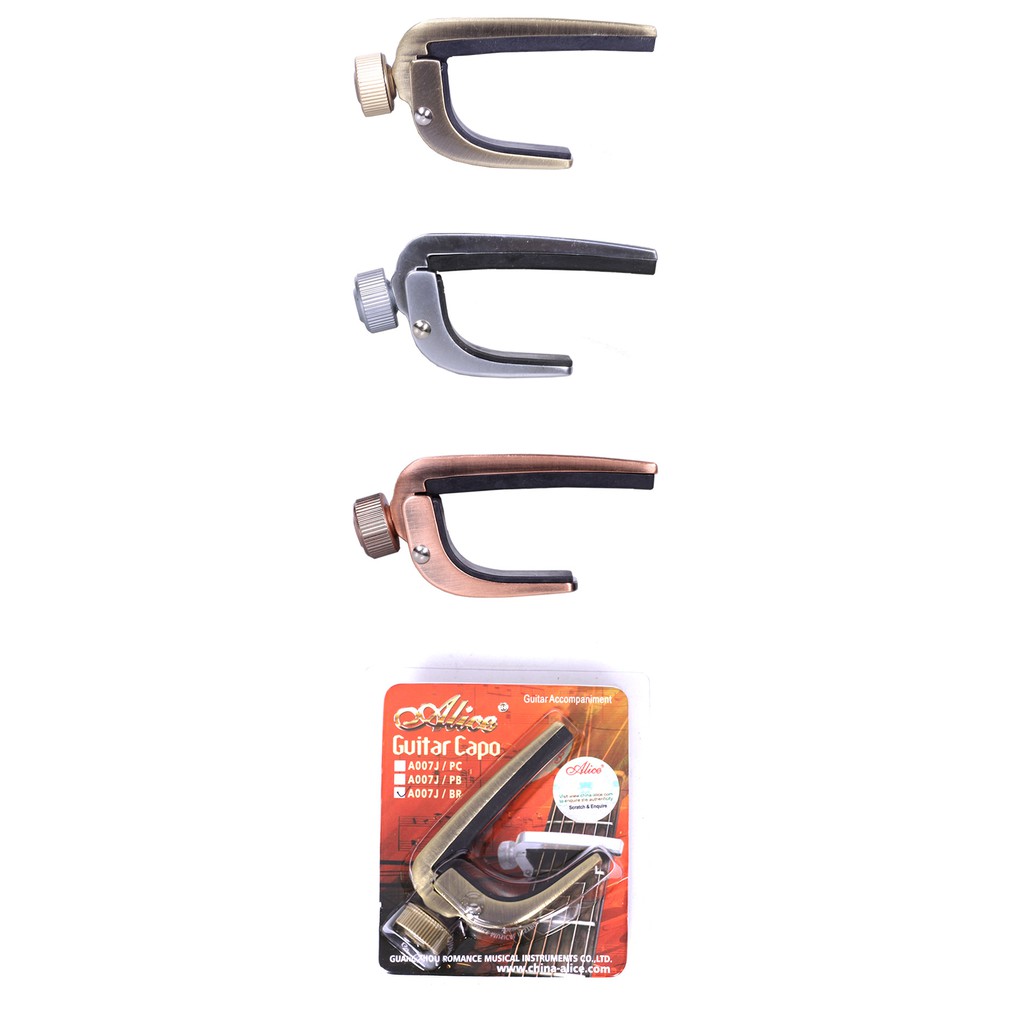 Guitar Accompaniment
Alice®
Guitar Capo
A007J / PC
A007J / PB
A007J / BR
Alice®
Visit www.china-alice.com
to enquire it's authenticity
Scratch & Enquire
GUANGZHOU ROMANCE MUSICAL INSTRUMENTS CO.,LTD.
www.china-alice.com